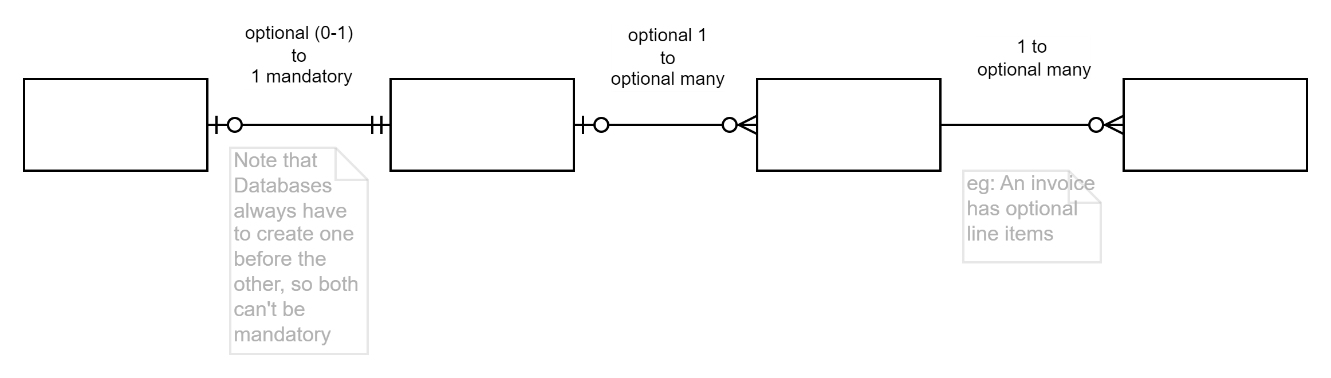 optional (0-1)
to
1 mandatory
optional 1
to
optional many
1 to
optional many
Note that
Databases
always have
to create one
before the
other, so both
can't be
mandatory
eg: An invoice
has optional
line items